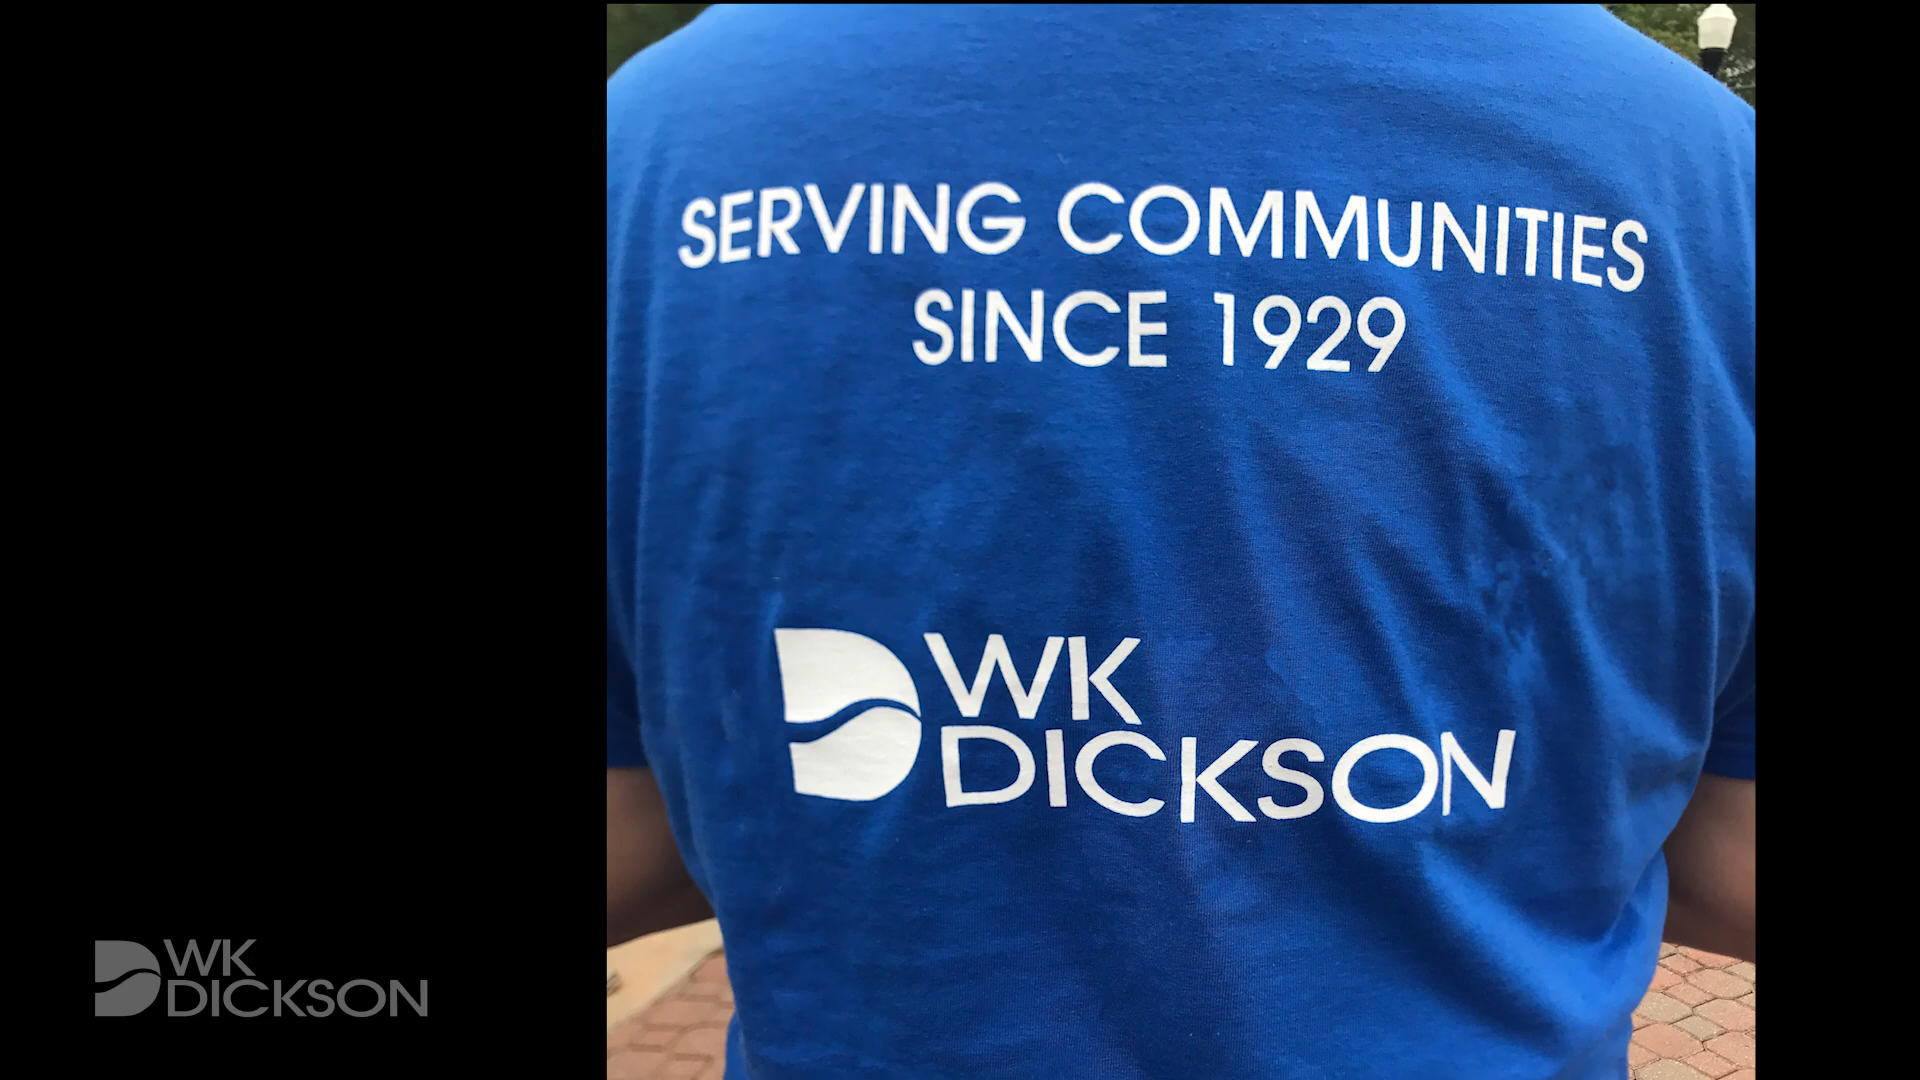 SERVING COMMUNITIES
SINCE 1929
WK
DICKSON
WK
DICKSON